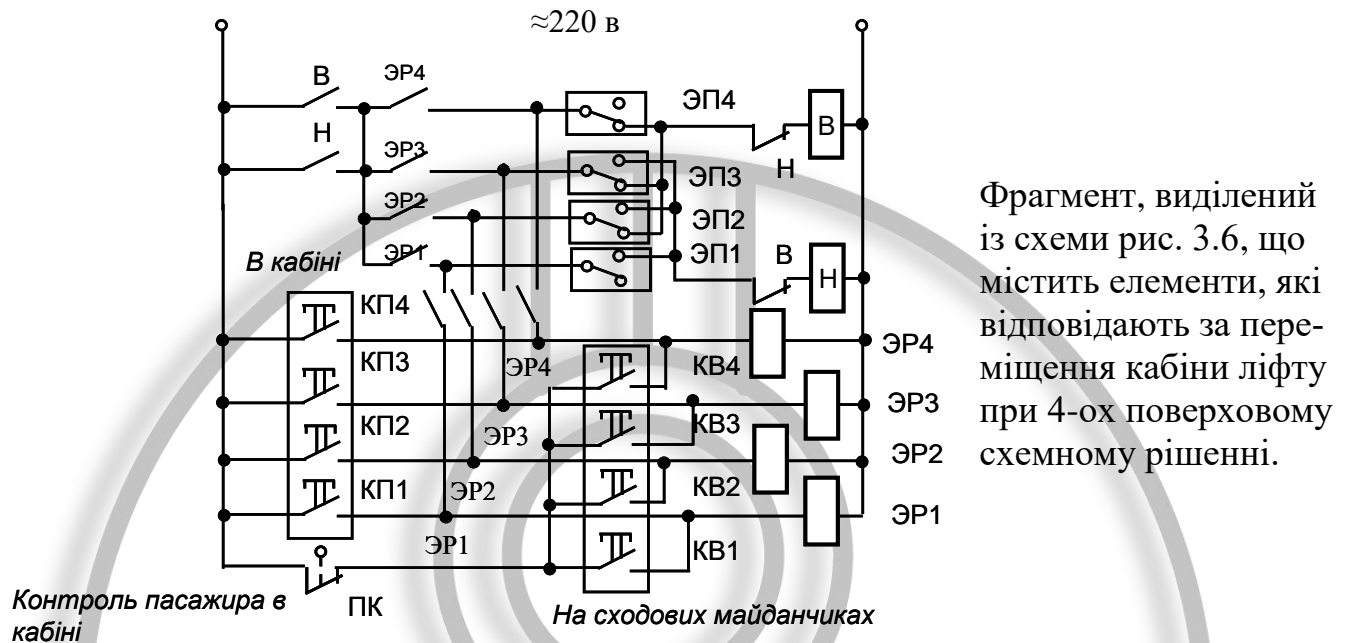 ≈220 в
В
ЭР4
ЭП4
В
Н
Н
ЭР3
ЭП3
ЭР2
ЭП2
ЭР1
ЭП1
В
Н
В кабіні
КП4
КП3
КП2
КП1
ЭР4
ЭР3
ЭР2
ЭР1
КВ4
КВ3
КВ2
КВ1
ЭР4
ЭР3
ЭР2
ЭР1
ПК
Контроль пасажира в
кабіні
На сходових майданчиках
Фрагмент, виділений
із схеми рис. 3.6, що
містить елементи, які
відповідають за пере-
міщення кабіни ліфту
при 4-ох поверховому
схемному рішенні.